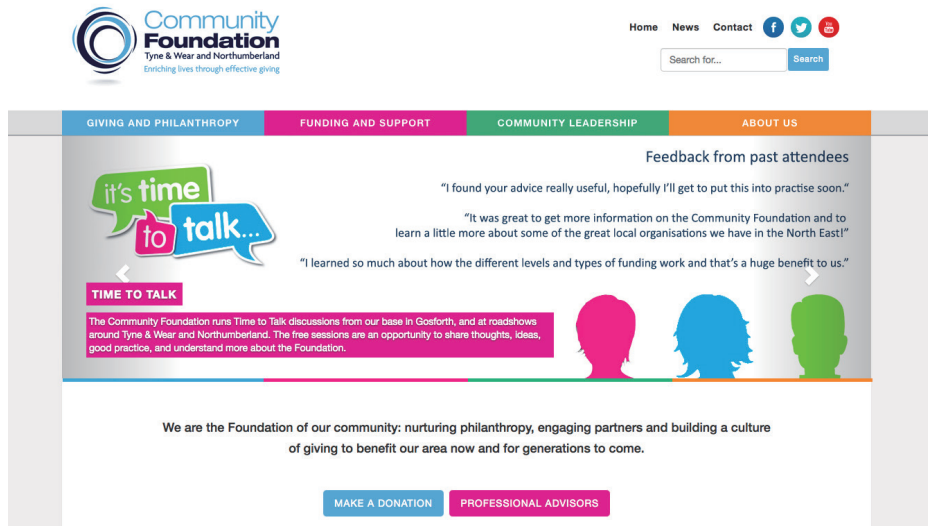 Community
Foundation
Tyne & Wear and Northumberland
Enriching lives through effective giving
Home News Contact
f
You
Tube
Search for...
Search
GIVING AND PHILANTHROPY
FUNDING AND SUPPORT
COMMUNITY LEADERSHIP
ABOUT US
it's time
to talk...
Feedback from past attendees
"I found your advice really useful, hopefully I'll get to put this into practise soon."
"It was great to get more information on the Community Foundation and to
learn a little more about some of the great local organisations we have in the North East!"
"I learned so much about how the different levels and types of funding work and that's a huge benefit to us."
TIME TO TALK
The Community Foundation runs Time to Talk discussions from our base in Gosforth, and at roadshows
around Tyne & Wear and Northumberland. The free sessions are an opportunity to share thoughts, ideas,
good practice, and understand more about the Foundation.
We are the Foundation of our community: nurturing philanthropy, engaging partners and building a culture
of giving to benefit our area now and for generations to come.
MAKE A DONATION
PROFESSIONAL ADVISORS